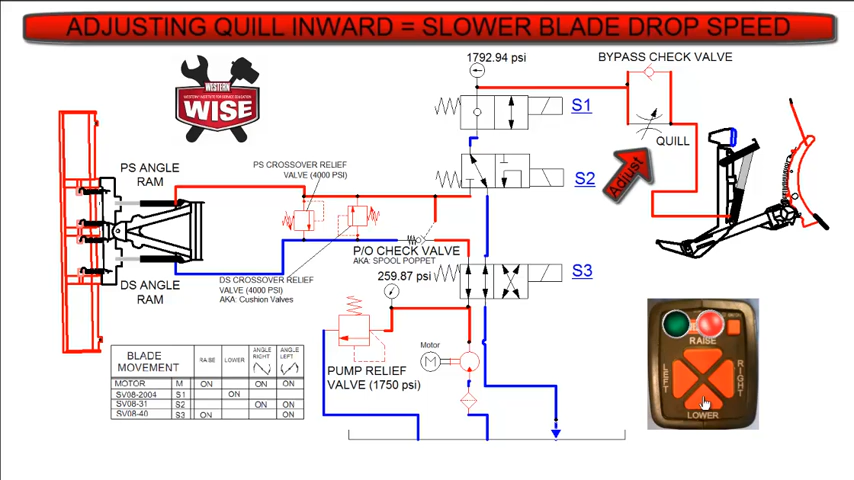 ADJUSTING QUILL INWARD = SLOWER BLADE DROP SPEED
1792.94 psi
BYPASS CHECK VALVE
WESTERN
WISE
S1
QUILL
PS ANGLE
RAM
PS CROSSOVER RELIEF
VALVE (4000 PSI)
S2
Adjust
P/O CHECK VALVE
AKA: SPOOL POPPET
259.87 psi
S3
DS ANGLE
RAM
DS CROSSOVER RELIEF
VALVE (4000 PSI)
AKA: Cushion Valves
Motor
M
PUMP RELIEF
VALVE (1750 psi)
BLADE
MOVEMENT
RAISE LOWER ANGLE RIGHT ANGLE LEFT
MOTOR M ON ON ON
SV08-2004 S1 ON
SV08-31 S2 ON ON
SV08-40 S3 ON ON
RAISE
LEFT
RIGHT
LOWER